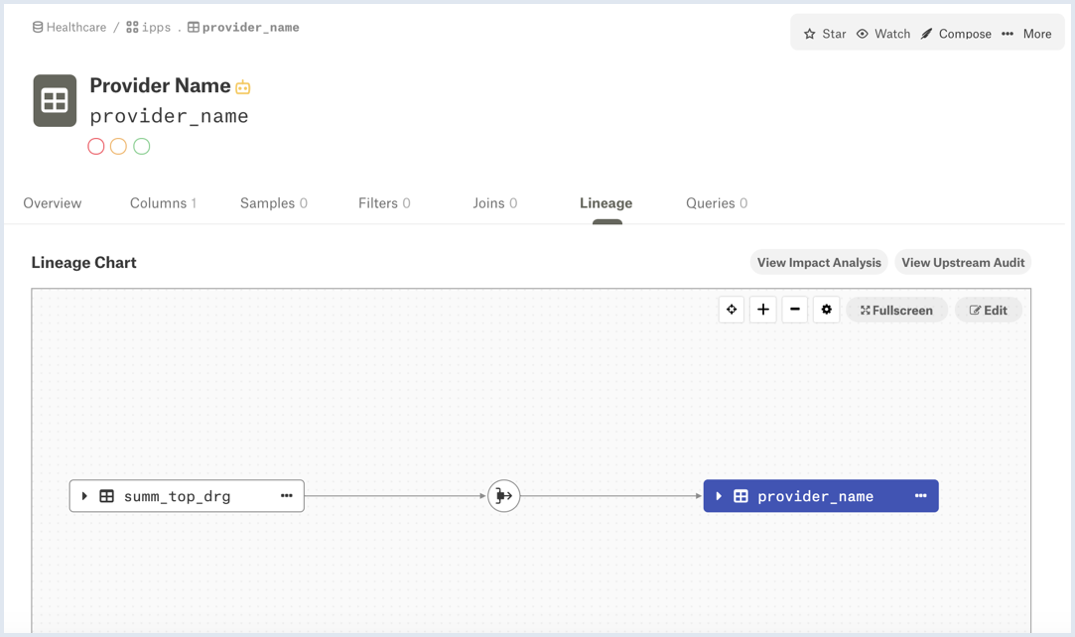 Healthcare / ipps . provider_name
Star Watch Compose ••• More
Provider Name
provider_name
Overview Columns 1 Samples 0 Filters 0 Joins 0 Lineage Queries 0
Lineage Chart View Impact Analysis View Upstream Audit
Fullscreen Edit
summ_top_drg ••• provider_name •••